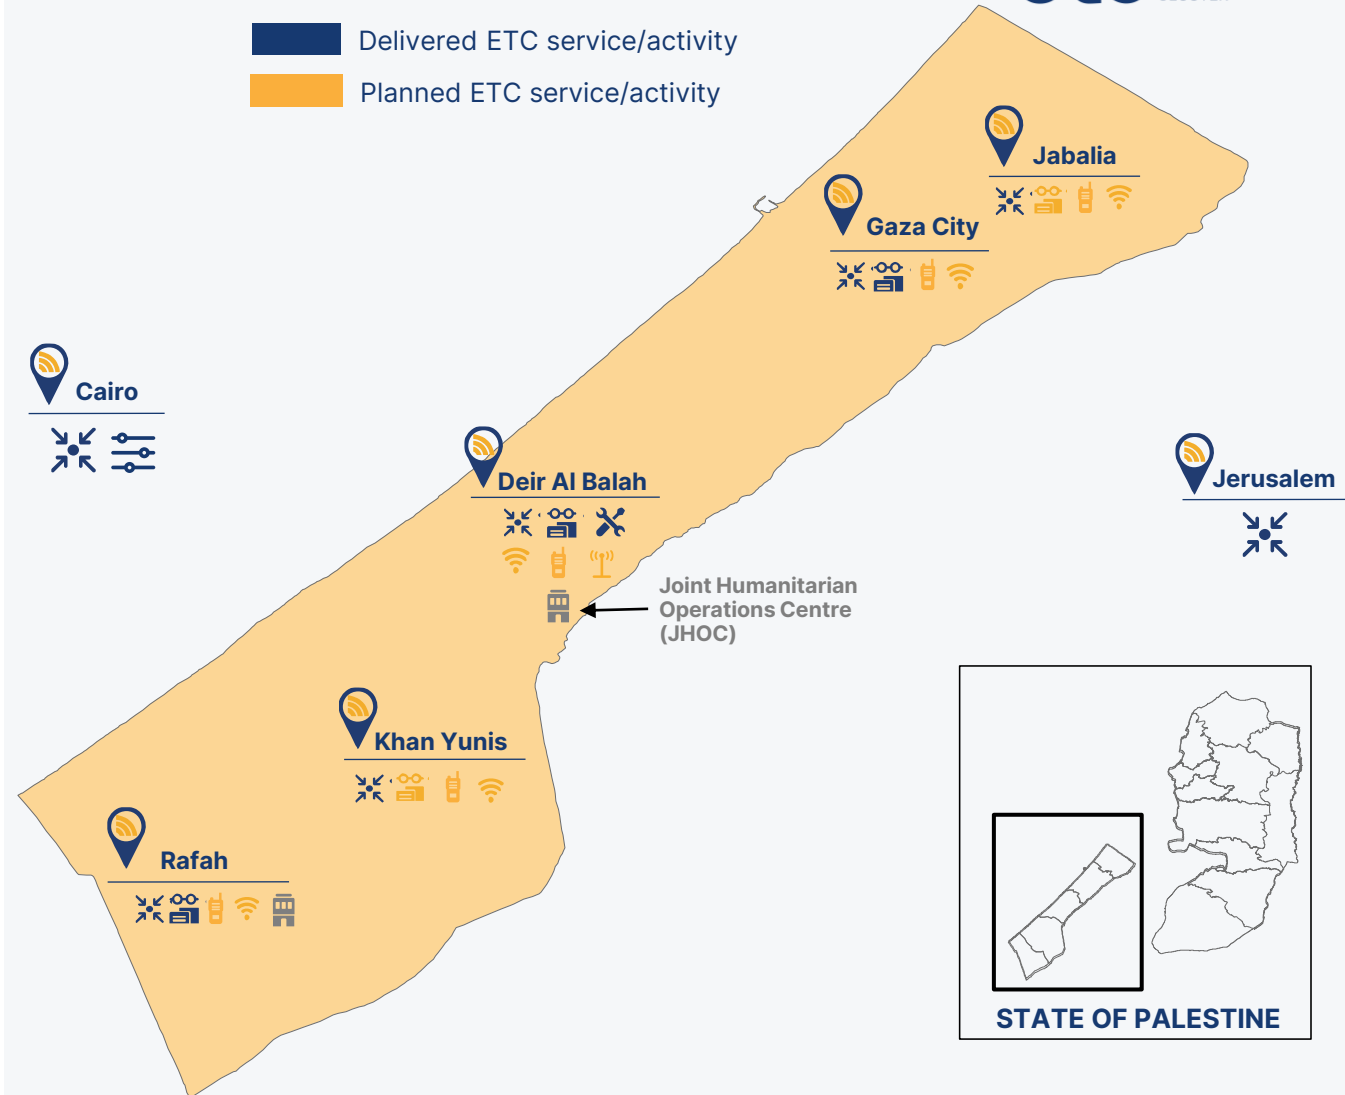 Delivered ETC service/activity
Planned ETC service/activity
Jabalia
Gaza City
Cairo
Deir Al Balah
Jerusalem
Joint Humanitarian
Operations Centre
(JHOC)
Khan Yunis
Rafah
STATE OF PALESTINE